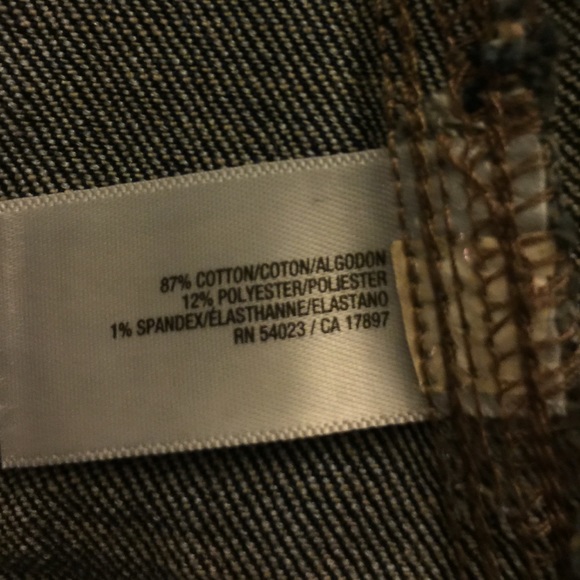 87% COTTON/COTON/ALGODON
12% POLYESTER/POLIESTER
1% SPANDEX/ÉLASTHANNE/ELASTANO
RN 54023 / CA 17897